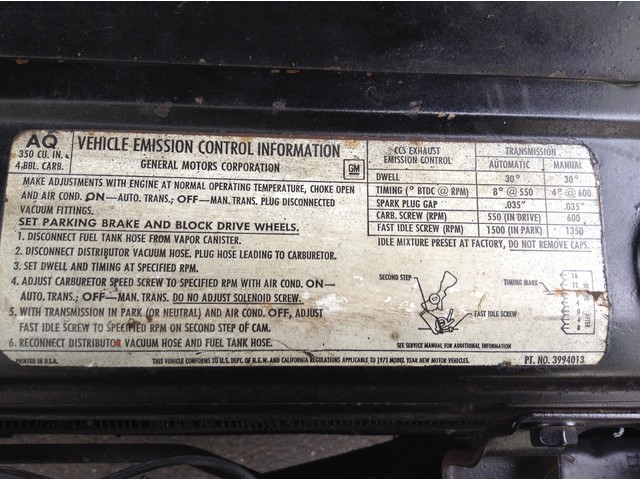 AQ
350 CU. IN.
4-BBL. CARB.
VEHICLE EMISSION CONTROL INFORMATION
GENERAL MOTORS CORPORATION
GM
MAKE ADJUSTMENTS WITH ENGINE AT NORMAL OPERATING TEMPERATURE, CHOKE OPEN
AND AIR COND. ON—AUTO. TRANS.; OFF—MAN. TRANS. PLUG DISCONNECTED
VACUUM FITTINGS.
SET PARKING BRAKE AND BLOCK DRIVE WHEELS.
1. DISCONNECT FUEL TANK HOSE FROM VAPOR CANISTER.
2. DISCONNECT DISTRIBUTOR VACUUM HOSE. PLUG HOSE LEADING TO CARBURETOR.
3. SET DWELL AND TIMING AT SPECIFIED RPM.
4. ADJUST CARBURETOR SPEED SCREW TO SPECIFIED RPM WITH AIR COND. ON—
AUTO. TRANS.; OFF—MAN. TRANS. DO NOT ADJUST SOLENOID SCREW.
5. WITH TRANSMISSION IN PARK (OR NEUTRAL) AND AIR COND. OFF, ADJUST
FAST IDLE SCREW TO SPECIFIED RPM ON SECOND STEP OF CAM.
6. RECONNECT DISTRIBUTOR VACUUM HOSE AND FUEL TANK HOSE.
CCS EXHAUST EMISSION CONTROL
TRANSMISSION
AUTOMATIC MANUAL
DWELL 30° 30°
TIMING (° BTDC @ RPM) 8° @ 550 4° @ 600
SPARK PLUG GAP .035" .035"
CARB. SCREW (RPM) 550 (IN DRIVE) 600
FAST IDLE SCREW (RPM) 1500 (IN PARK) 1350
IDLE MIXTURE PRESET AT FACTORY, DO NOT REMOVE CAPS.
SECOND STEP
FAST IDLE SCREW
TIMING MARK
SEE SERVICE MANUAL FOR ADDITIONAL INFORMATION
PRINTED IN U.S.A.
THIS VEHICLE CONFORMS TO U.S. DEPT. OF H.E.W. AND CALIFORNIA REGULATIONS APPLICABLE TO 1971 MODEL YEAR NEW MOTOR VEHICLES.
PT. NO. 3994013